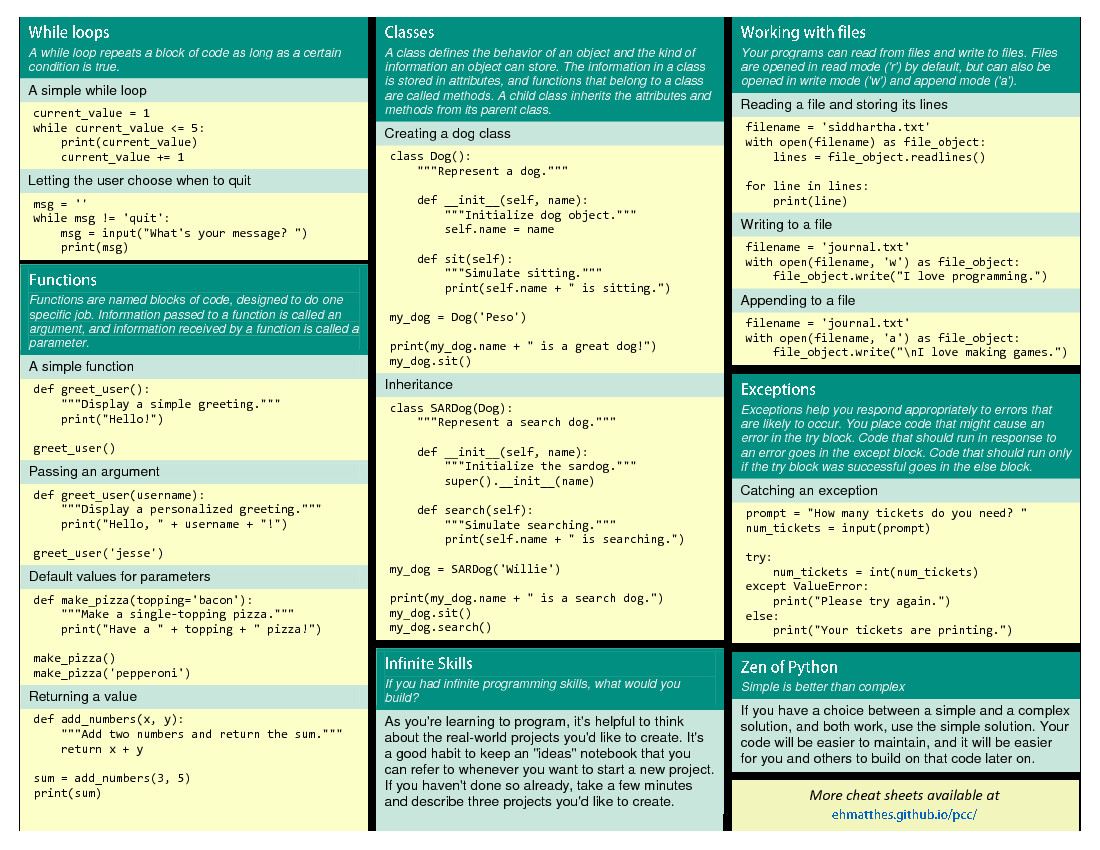 While loops
A while loop repeats a block of code as long as a certain
condition is true.
A simple while loop
current_value = 1
while current_value <= 5:
    print(current_value)
    current_value += 1
Letting the user choose when to quit
msg = ''
while msg != 'quit':
    msg = input("What's your message? ")
    print(msg)
Functions
Functions are named blocks of code, designed to do one
specific job. Information passed to a function is called an
argument, and information received by a function is called a
parameter.
A simple function
def greet_user():
    """Display a simple greeting."""
    print("Hello!")

greet_user()
Passing an argument
def greet_user(username):
    """Display a personalized greeting."""
    print("Hello, " + username + "!")

greet_user('jesse')
Default values for parameters
def make_pizza(topping='bacon'):
    """Make a single-topping pizza."""
    print("Have a " + topping + " pizza!")

make_pizza()
make_pizza('pepperoni')
Returning a value
def add_numbers(x, y):
    """Add two numbers and return the sum."""
    return x + y

sum = add_numbers(3, 5)
print(sum)
Classes
A class defines the behavior of an object and the kind of
information an object can store. The information in a class
is stored in attributes, and functions that belong to a class
are called methods. A child class inherits the attributes and
methods from its parent class.
Creating a dog class
class Dog():
    """Represent a dog."""

    def __init__(self, name):
        """Initialize dog object."""
        self.name = name

    def sit(self):
        """Simulate sitting."""
        print(self.name + " is sitting.")

my_dog = Dog('Peso')

print(my_dog.name + " is a great dog!")
my_dog.sit()
Inheritance
class SARDog(Dog):
    """Represent a search dog."""

    def __init__(self, name):
        """Initialize the sardog."""
        super().__init__(name)

    def search(self):
        """Simulate searching."""
        print(self.name + " is searching.")

my_dog = SARDog('Willie')

print(my_dog.name + " is a search dog.")
my_dog.sit()
my_dog.search()
Infinite Skills
If you had infinite programming skills, what would you
build?
As you're learning to program, it's helpful to think
about the real-world projects you'd like to create. It's
a good habit to keep an "ideas" notebook that you
can refer to whenever you want to start a new project.
If you haven't done so already, take a few minutes
and describe three projects you'd like to create.
Working with files
Your programs can read from files and write to files. Files
are opened in read mode ('r') by default, but can also be
opened in write mode ('w') and append mode ('a').
Reading a file and storing its lines
filename = 'siddhartha.txt'
with open(filename) as file_object:
    lines = file_object.readlines()

for line in lines:
    print(line)
Writing to a file
filename = 'journal.txt'
with open(filename, 'w') as file_object:
    file_object.write("I love programming.")
Appending to a file
filename = 'journal.txt'
with open(filename, 'a') as file_object:
    file_object.write("\nI love making games.")
Exceptions
Exceptions help you respond appropriately to errors that
are likely to occur. You place code that might cause an
error in the try block. Code that should run in response to
an error goes in the except block. Code that should run only
if the try block was successful goes in the else block.
Catching an exception
prompt = "How many tickets do you need? "
num_tickets = input(prompt)

try:
    num_tickets = int(num_tickets)
except ValueError:
    print("Please try again.")
else:
    print("Your tickets are printing.")
Zen of Python
Simple is better than complex
If you have a choice between a simple and a complex
solution, and both work, use the simple solution. Your
code will be easier to maintain, and it will be easier
for you and others to build on that code later on.
More cheat sheets available at
ehmatthes.github.io/pcc/